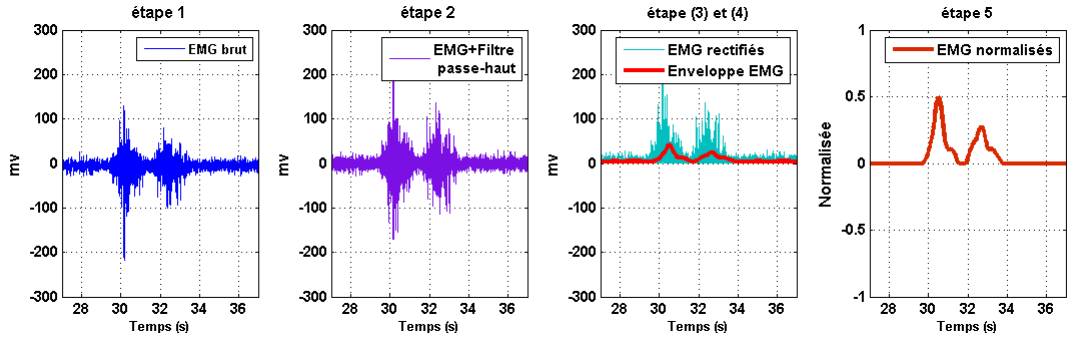 étape 1
300
200
100
0
-100
-200
-300
mv
EMG brut
28
30
32
34
36
Temps (s)
étape 2
300
200
100
0
-100
-200
-300
mv
EMG+Filtre
passe-haut
28
30
32
34
36
Temps (s)
étape (3) et (4)
300
200
100
0
-100
-200
-300
mv
EMG rectifiés
Enveloppe EMG
28
30
32
34
36
Temps (s)
étape 5
1
0.5
0
-0.5
-1
Normalisée
EMG normalisés
28
30
32
34
36
Temps (s)